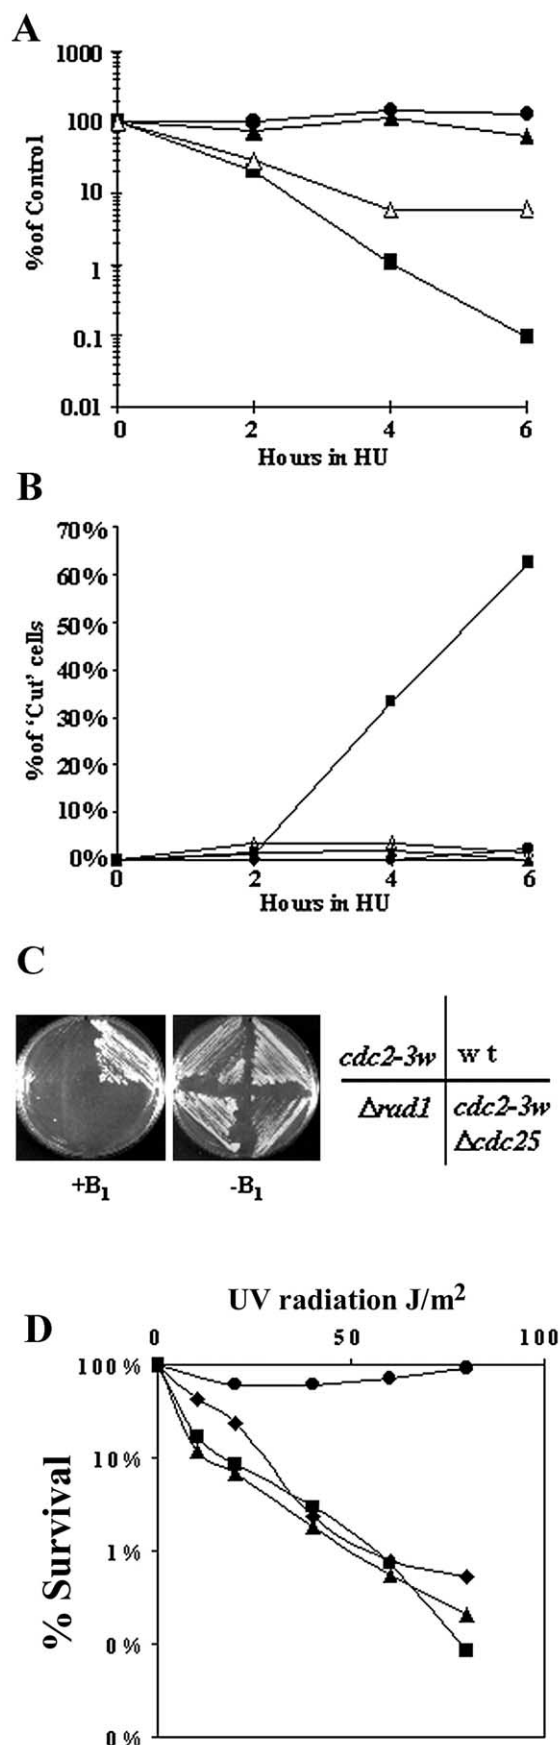 A
1000
100
10
1
0.1
0.01
%of Control
0
2
4
6
Hours in HU
B
70%
60%
50%
40%
30%
20%
10%
0%
%of ‘Cut’ cells
0
2
4
6
Hours in HU
C
cdc2-3w
wt
Δrad1
cdc2-3w
Δcdc25
+B1
-B1
UV radiation J/m2
D
0
50
100
100%
10%
1%
0%
0%
% Survival